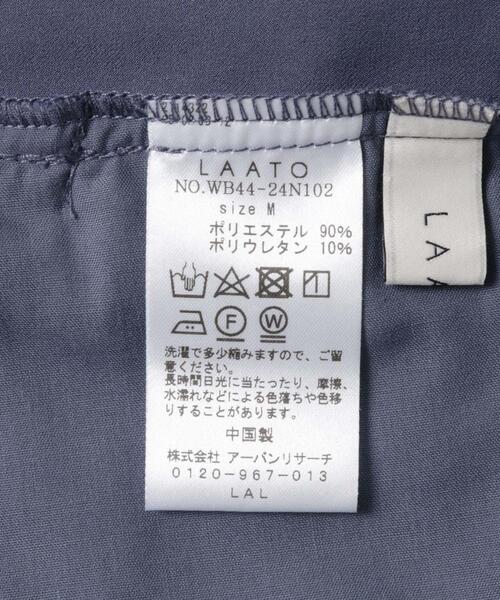 LAATO
NO.WB44-24N102
size M
ポリエステル 90%
ポリウレタン 10%
F
W
洗濯で多少縮みますので、ご留
意ください。
長時間日光に当たったり、摩擦、
水濡れなどによる色落ちや色移
りすることがあります。
中国製
株式会社 アーバンリサーチ
0120-967-013
LAL
LAA